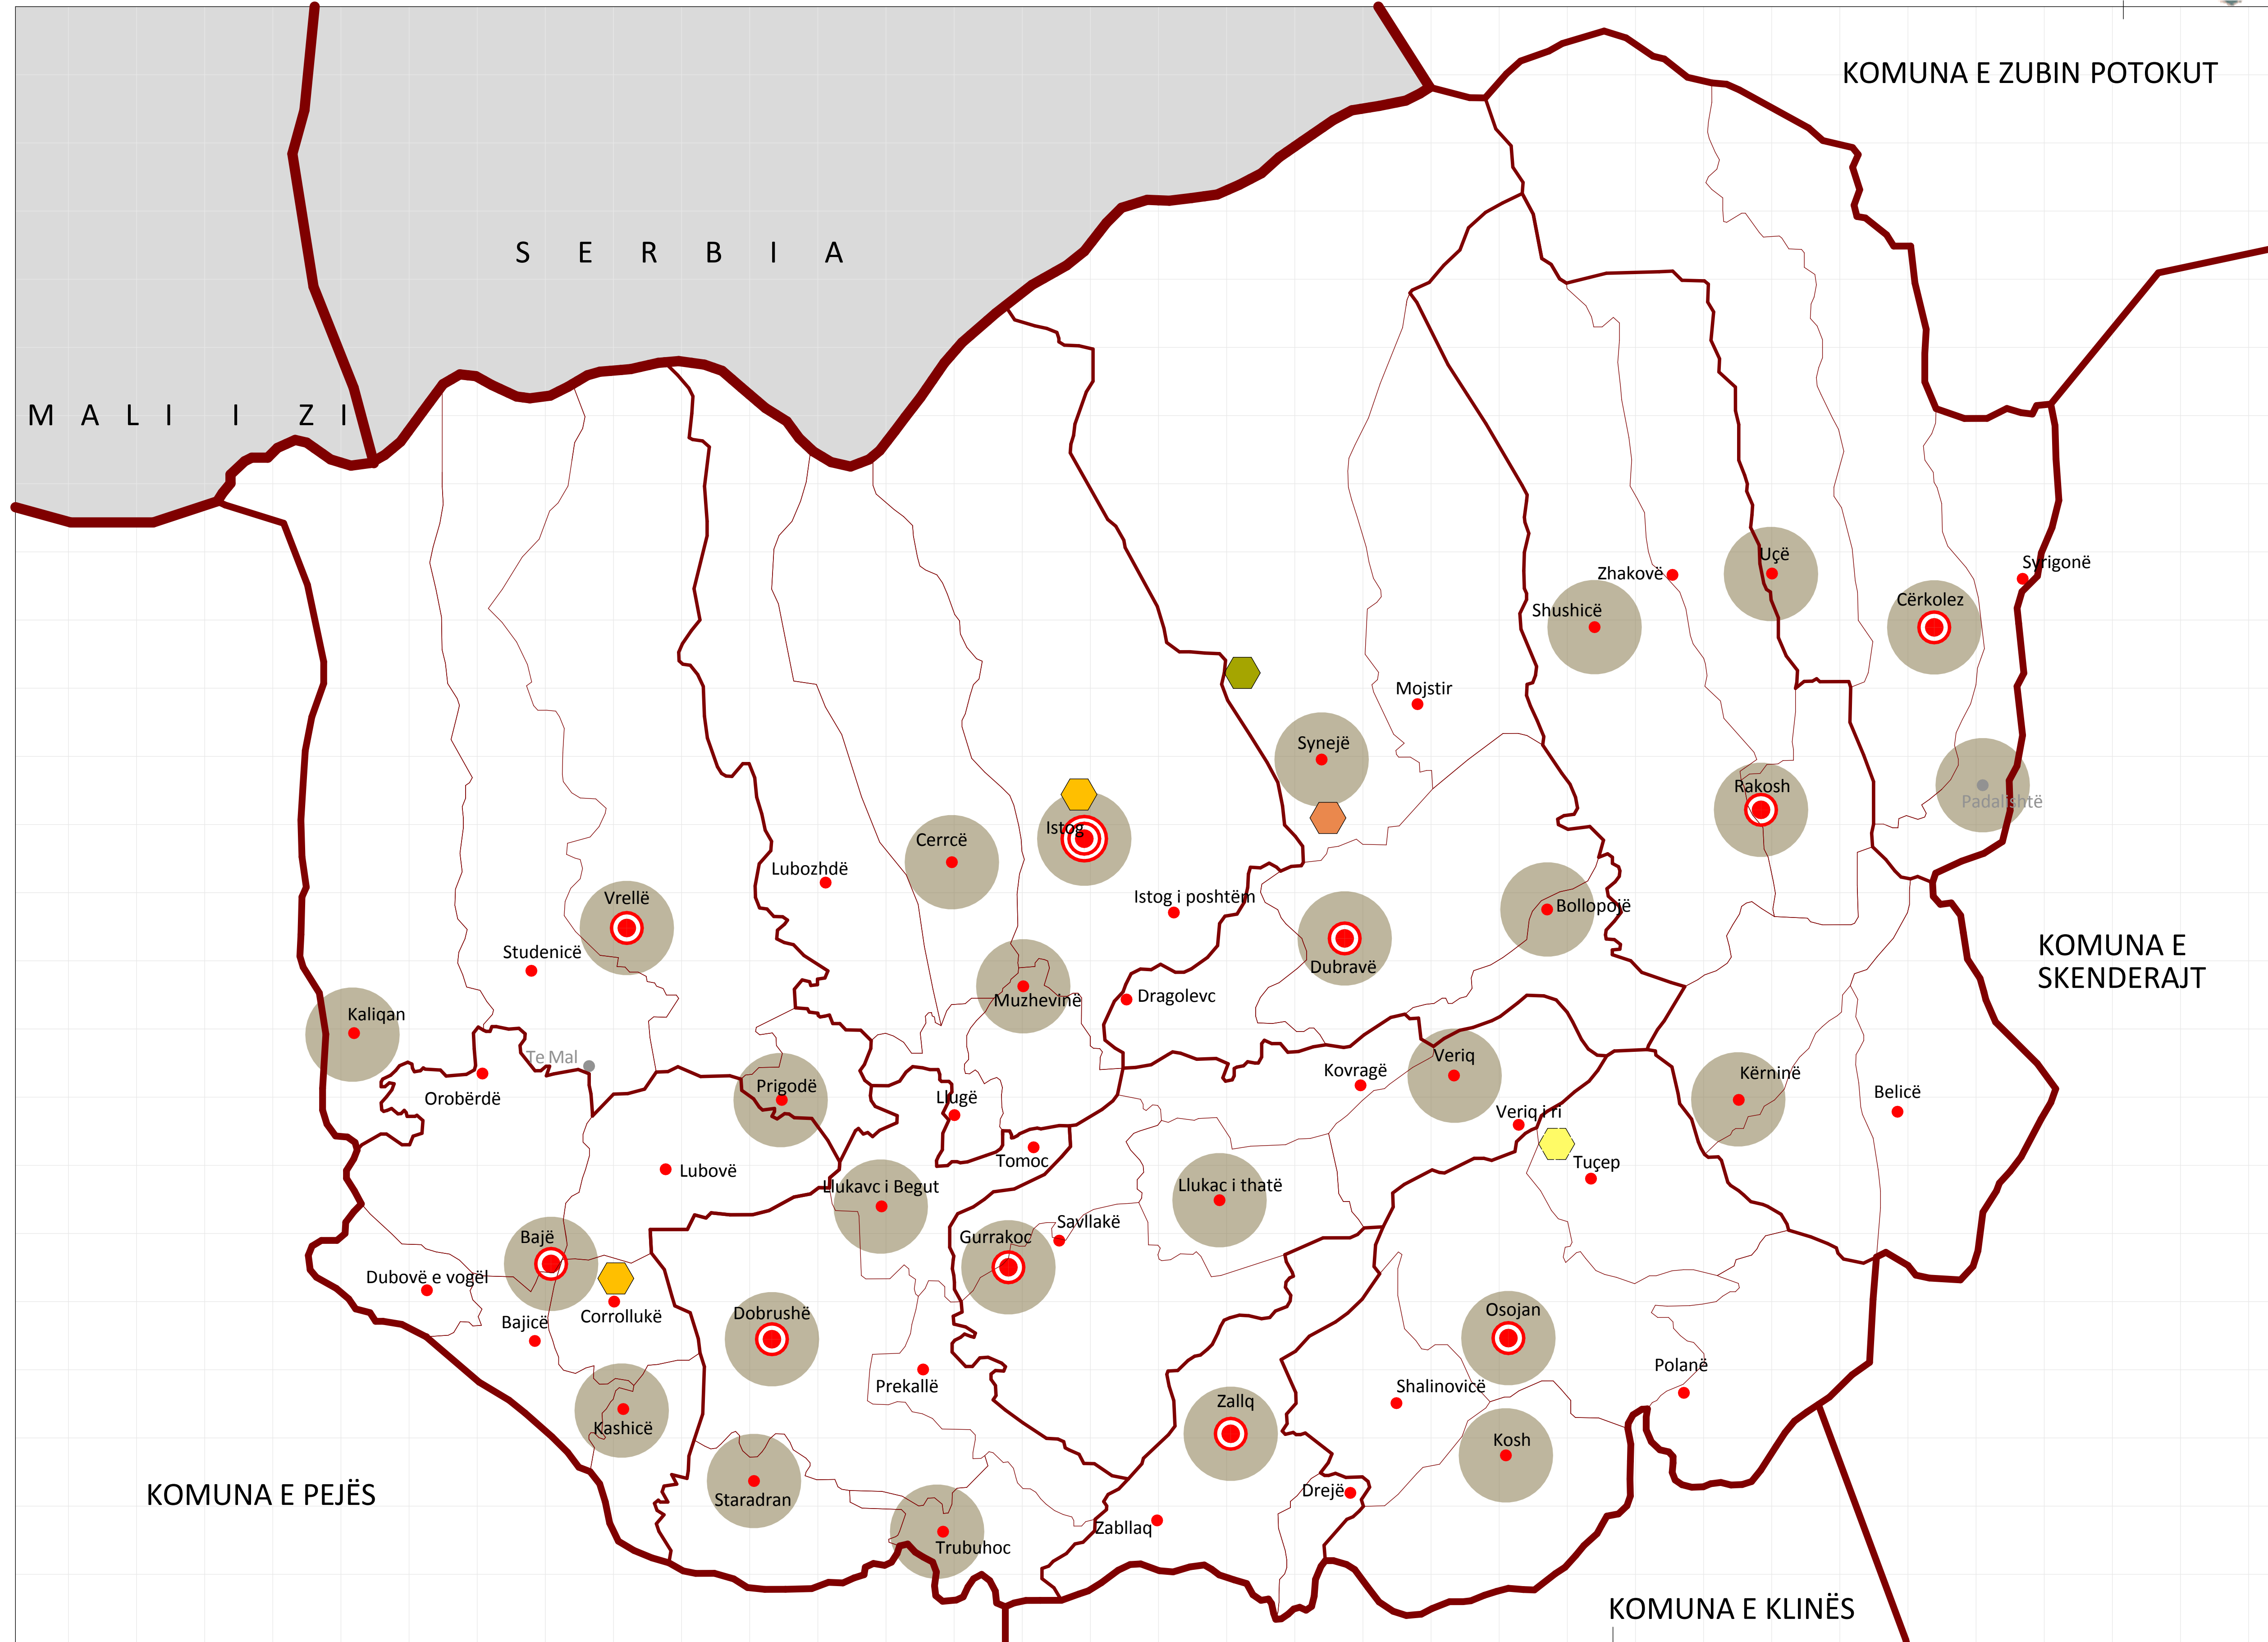 KOMUNA E ZUBIN POTOKUT
S E R B I A
M A L I I Z I
Uçë
Syrigonë
Zhakovë
Cërkolez
Shushicë
Mojstir
Synejë
Rakosh
Padalishtë
Istog
Cerrcë
Lubozhdë
Istog i poshtëm
Vrellë
Bollopojë
KOMUNA E
SKENDERAJT
Studenicë
Dubravë
Dragolevc
Muzhevinë
Kaliqan
Te Mal
Veriq
Kovragë
Kërninë
Prigodë
Belicë
Orobërdë
Llugë
Veriq i ri
Tomoc
Tuçep
Lubovë
Llukavc i Begut
Llukac i thatë
Savllakë
Gurrakoc
Bajë
Dubovë e vogël
Corrollukë
Bajicë
Dobrushë
Osojan
Polanë
Prekallë
Shalinovicë
Zallq
Kashicë
Kosh
KOMUNA E PEJËS
Staradran
Drejë
Zabllaq
Trubuhoc
KOMUNA E KLINËS